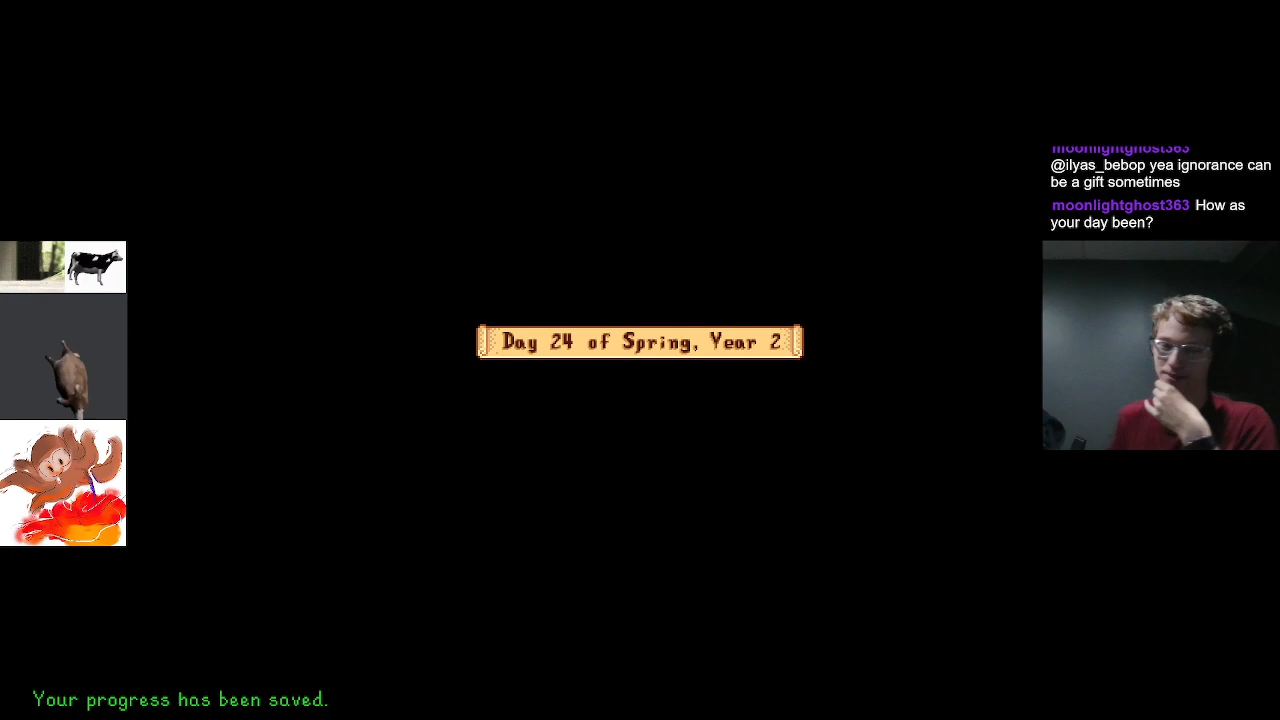 moonlightghost363
@ilyas_bebop yea ignorance can
be a gift sometimes
moonlightghost363 How as
your day been?
Day 24 of Spring, Year 2
Your progress has been saved.